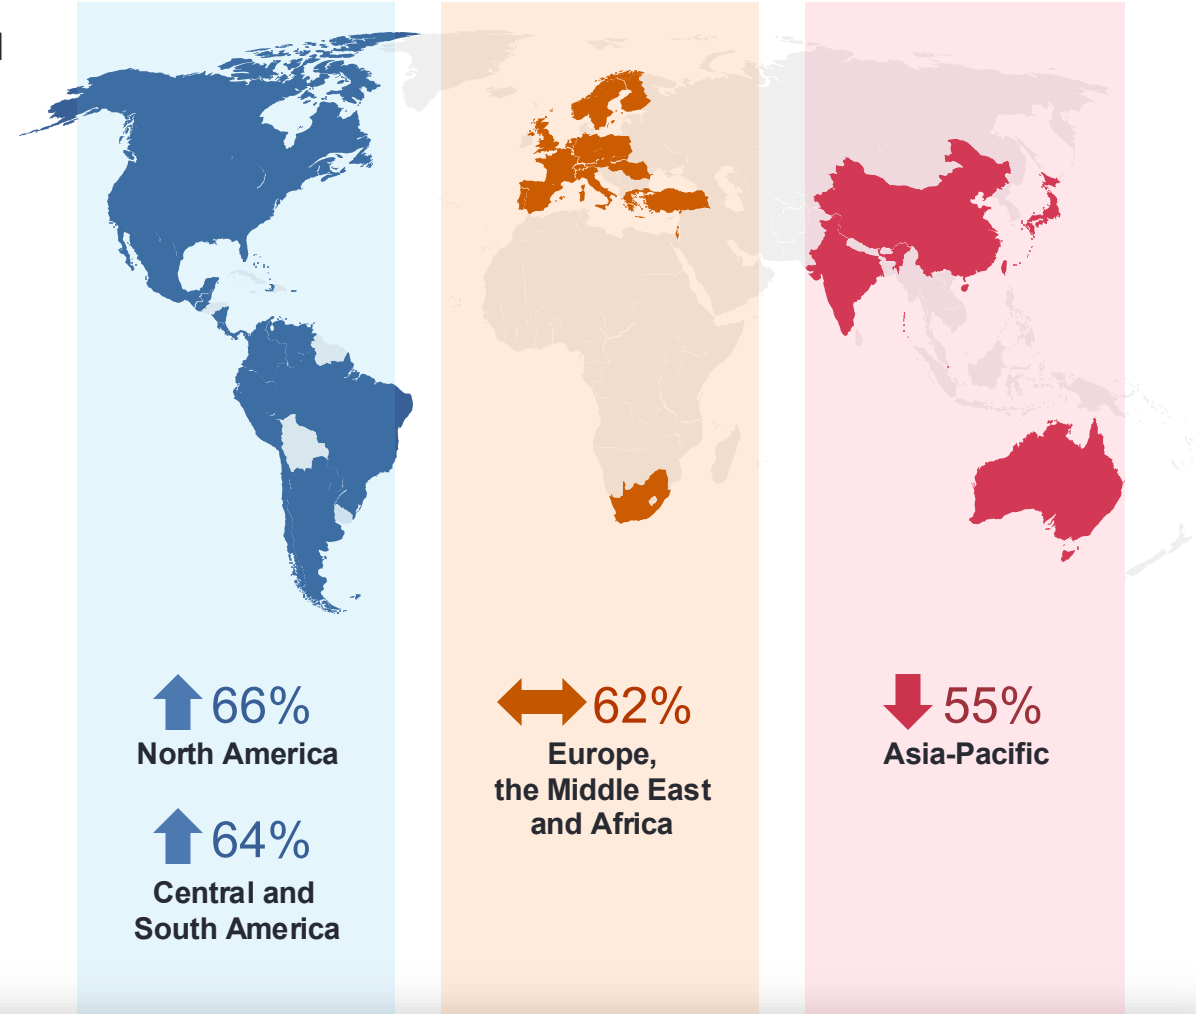 66%
North America
64%
Central and
South America
62%
Europe,
the Middle East
and Africa
55%
Asia-Pacific